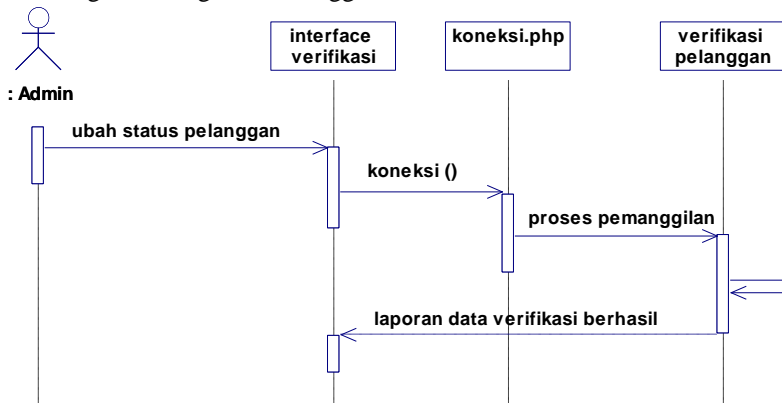 interface
verifikasi
koneksi.php
verifikasi
pelanggan
: Admin
ubah status pelanggan
koneksi ()
proses pemanggilan
laporan data verifikasi berhasil